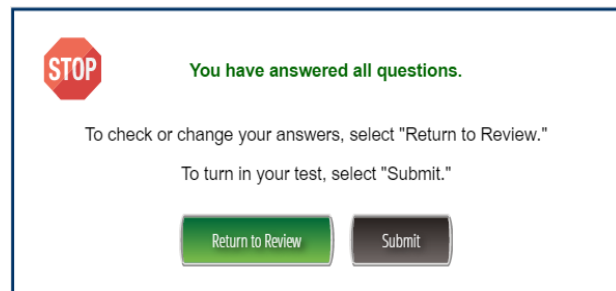 STOP
You have answered all questions.
To check or change your answers, select "Return to Review."
To turn in your test, select "Submit."
Return to Review
Submit